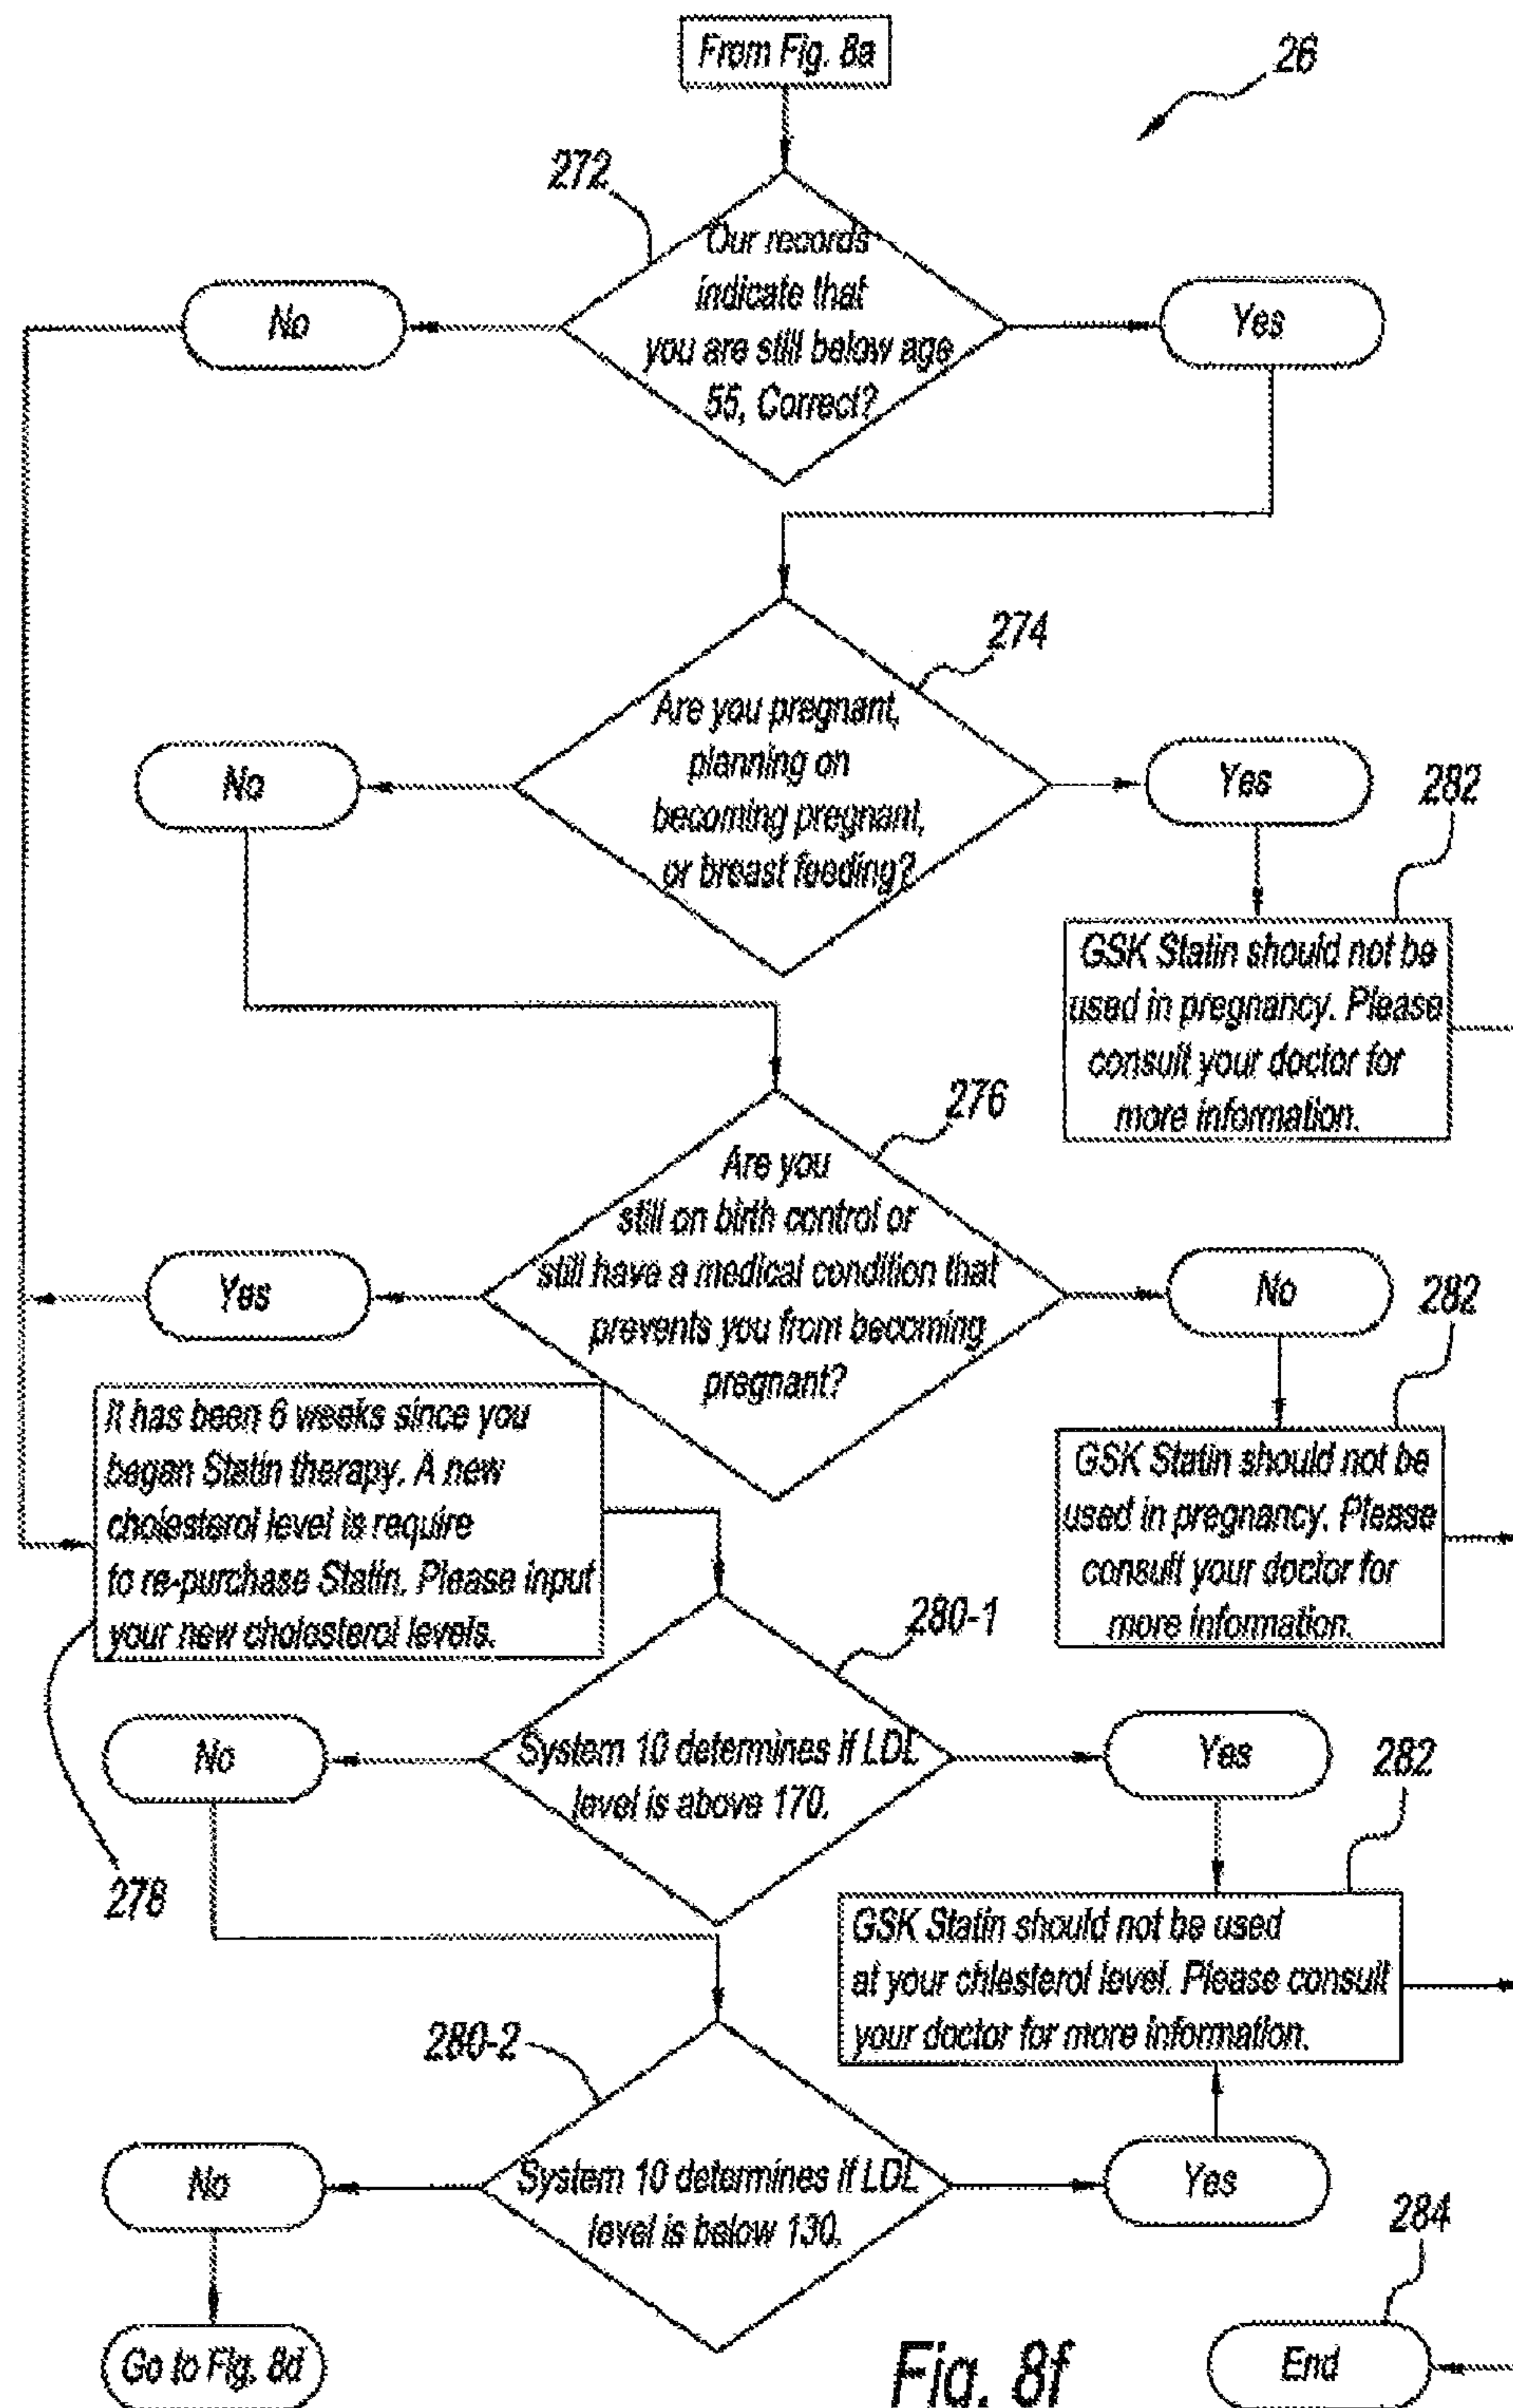 From Fig. 8a
26
272
Our records
indicate that
you are still below age
55, Correct?
No
Yes
274
Are you pregnant,
planning on
becoming pregnant,
or breast feeding?
No
Yes
282
GSK Statin should not be
used in pregnancy. Please
consult your doctor for
more information.
276
Are you
still on birth control or
still have a medical condition that
prevents you from becoming
pregnant?
Yes
No
282
GSK Statin should not be
used in pregnancy. Please
consult your doctor for
more information.
It has been 6 weeks since you
began Statin therapy. A new
cholesterol level is require
to re-purchase Statin. Please input
your new cholosterol levels.
278
280-1
System 10 determines if LDL
level is above 170.
No
Yes
282
GSK Statin should not be used
at your chlesterol level. Please consult
your doctor for more information.
280-2
System 10 determines if LDL
level is below 130.
No
Yes
Go to Fig. 8d
284
End
Fig. 8f